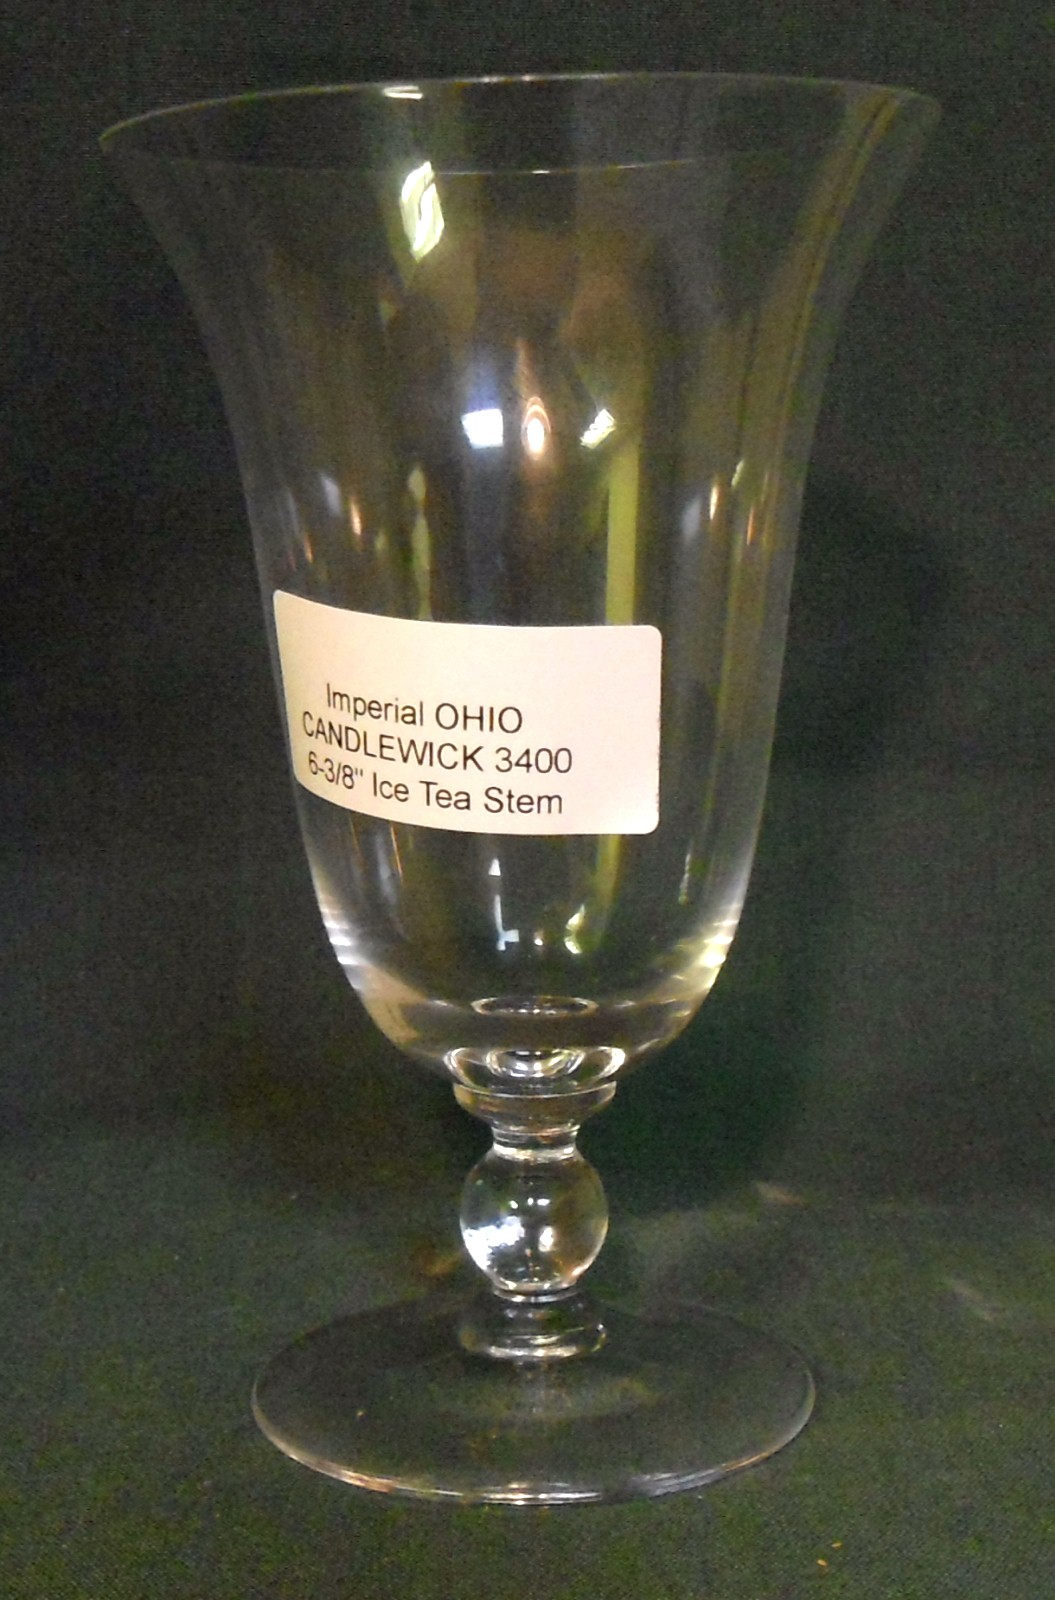 Imperial OHIO
CANDLEWICK 3400
6-3/8" Ice Tea Stem